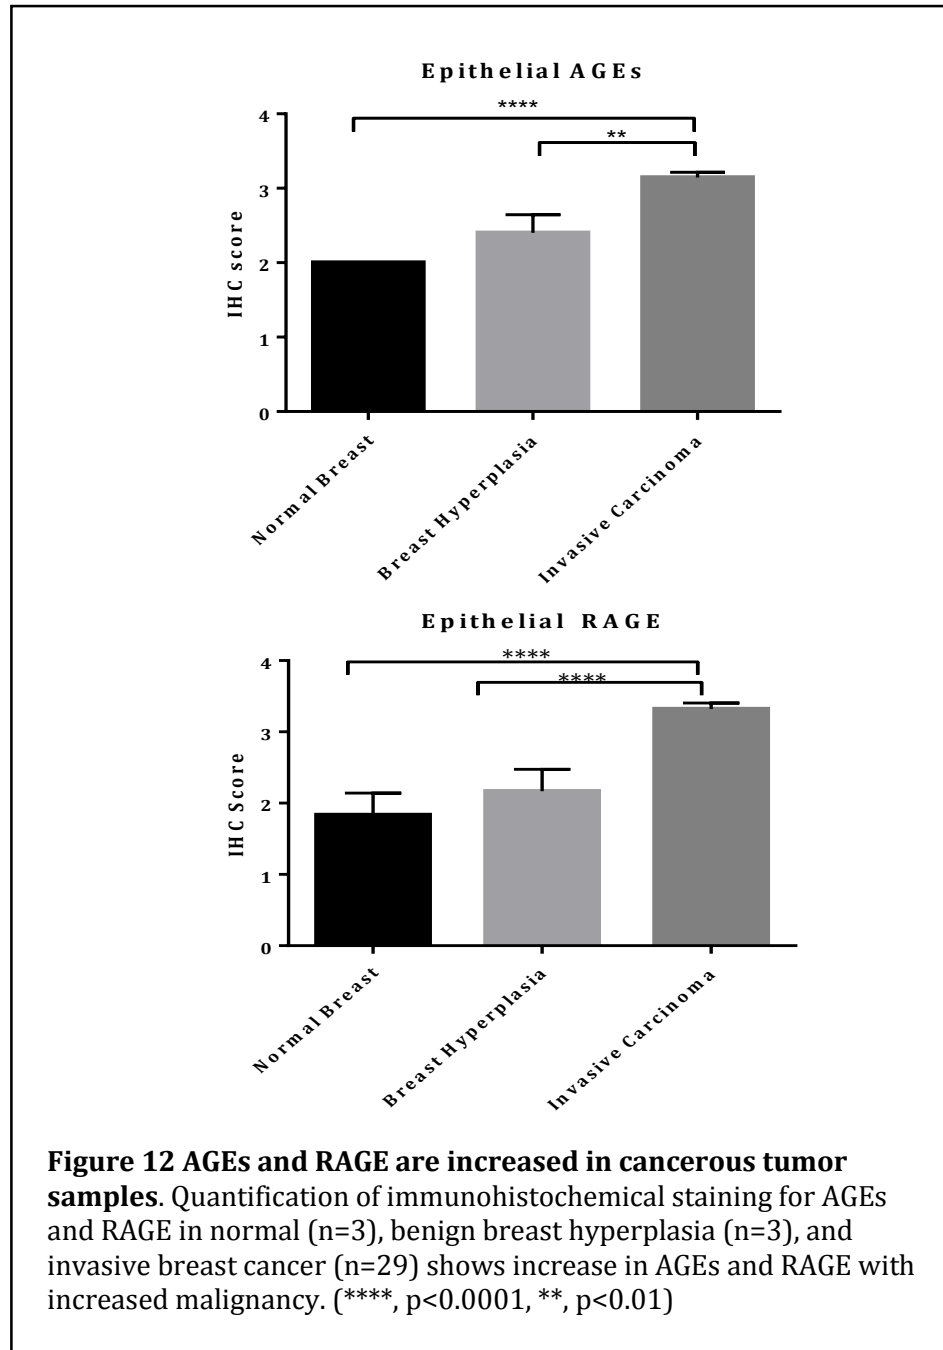 Epithelial AGEs
****
**
4
3
2
1
0
IHC score
Normal Breast
Breast Hyperplasia
Invasive Carcinoma
Epithelial RAGE
****
****
4
3
2
1
0
IHC Score
Normal Breast
Breast Hyperplasia
Invasive Carcinoma
Figure 12 AGEs and RAGE are increased in cancerous tumor
samples. Quantification of immunohistochemical staining for AGEs
and RAGE in normal (n=3), benign breast hyperplasia (n=3), and
invasive breast cancer (n=29) shows increase in AGEs and RAGE with
increased malignancy. (****, p<0.0001, **, p<0.01)